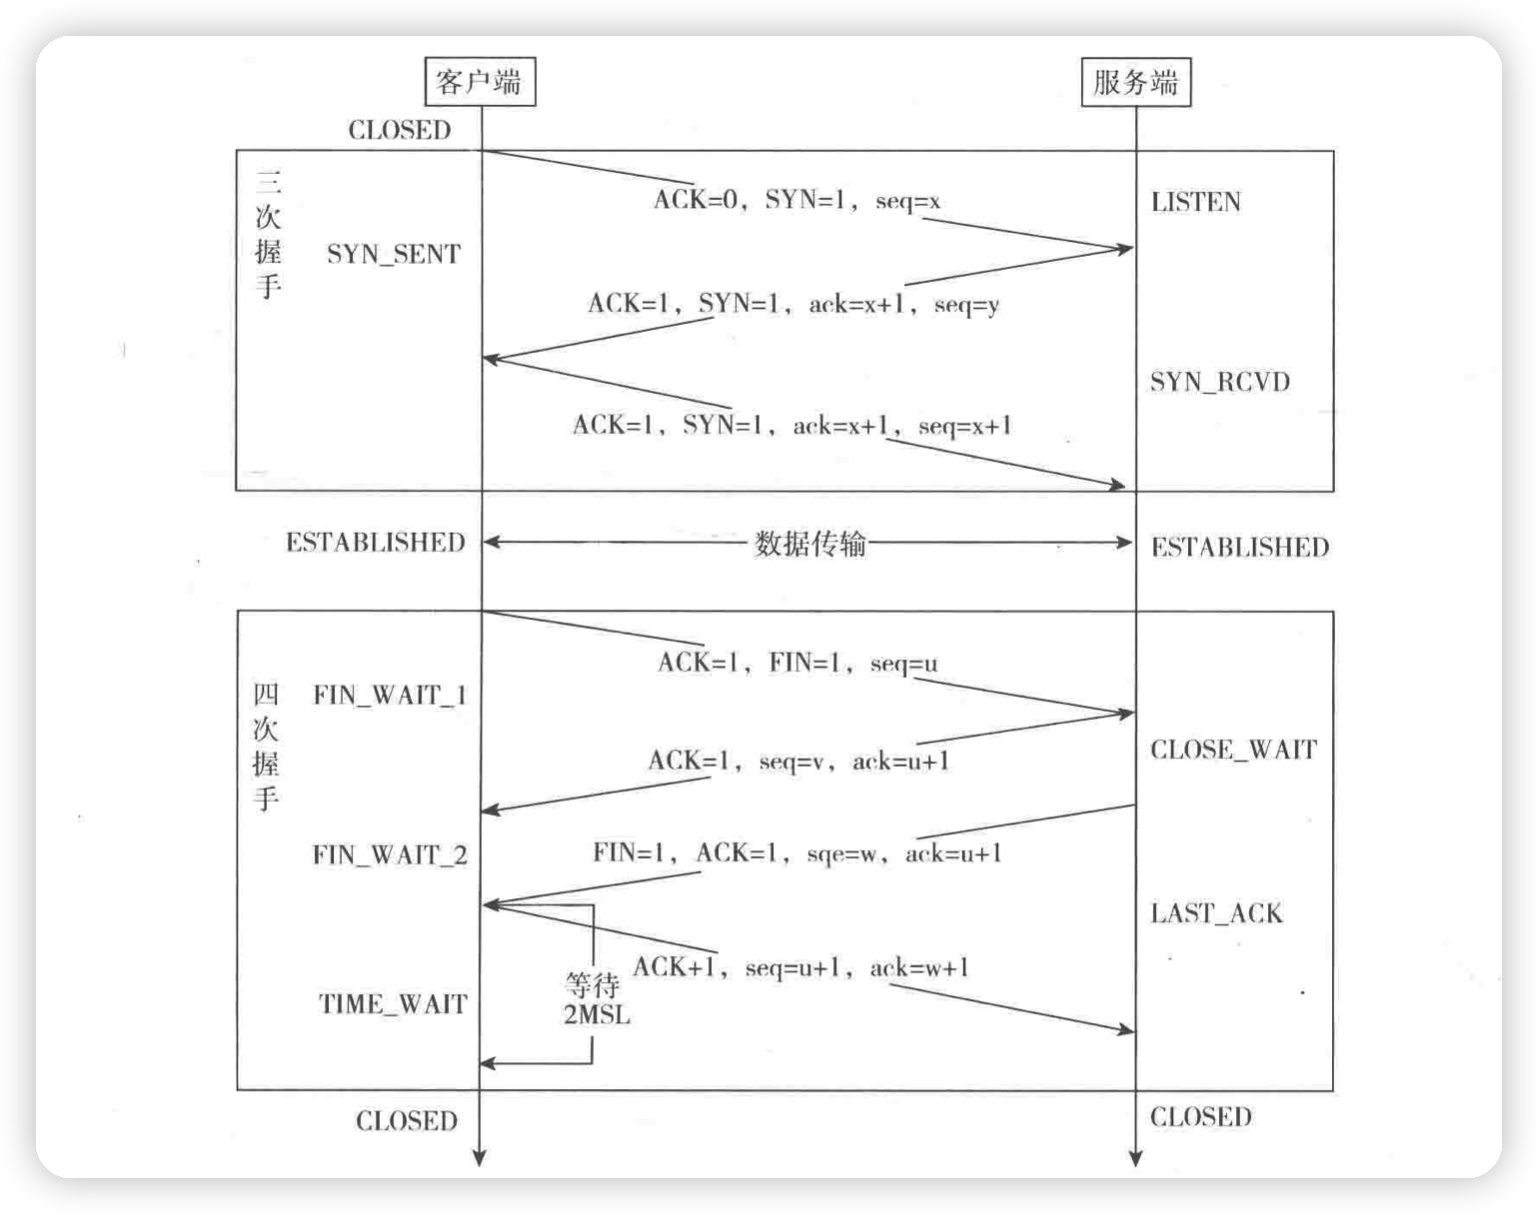 客户端
服务端
CLOSED
三次握手
ACK=0, SYN=1, seq=x
LISTEN
SYN_SENT
ACK=1, SYN=1, ack=x+1, seq=y
SYN_RCVD
ACK=1, SYN=1, ack=x+1, seq=x+1
ESTABLISHED
数据传输
ESTABLISHED
四次握手
ACK=1, FIN=1, seq=u
FIN_WAIT_1
CLOSE_WAIT
ACK=1, seq=v, ack=u+1
FIN_WAIT_2
FIN=1, ACK=1, sqe=w, ack=u+1
LAST_ACK
ACK+1, seq=u+1, ack=w+1
等待
2MSL
TIME_WAIT
CLOSED
CLOSED